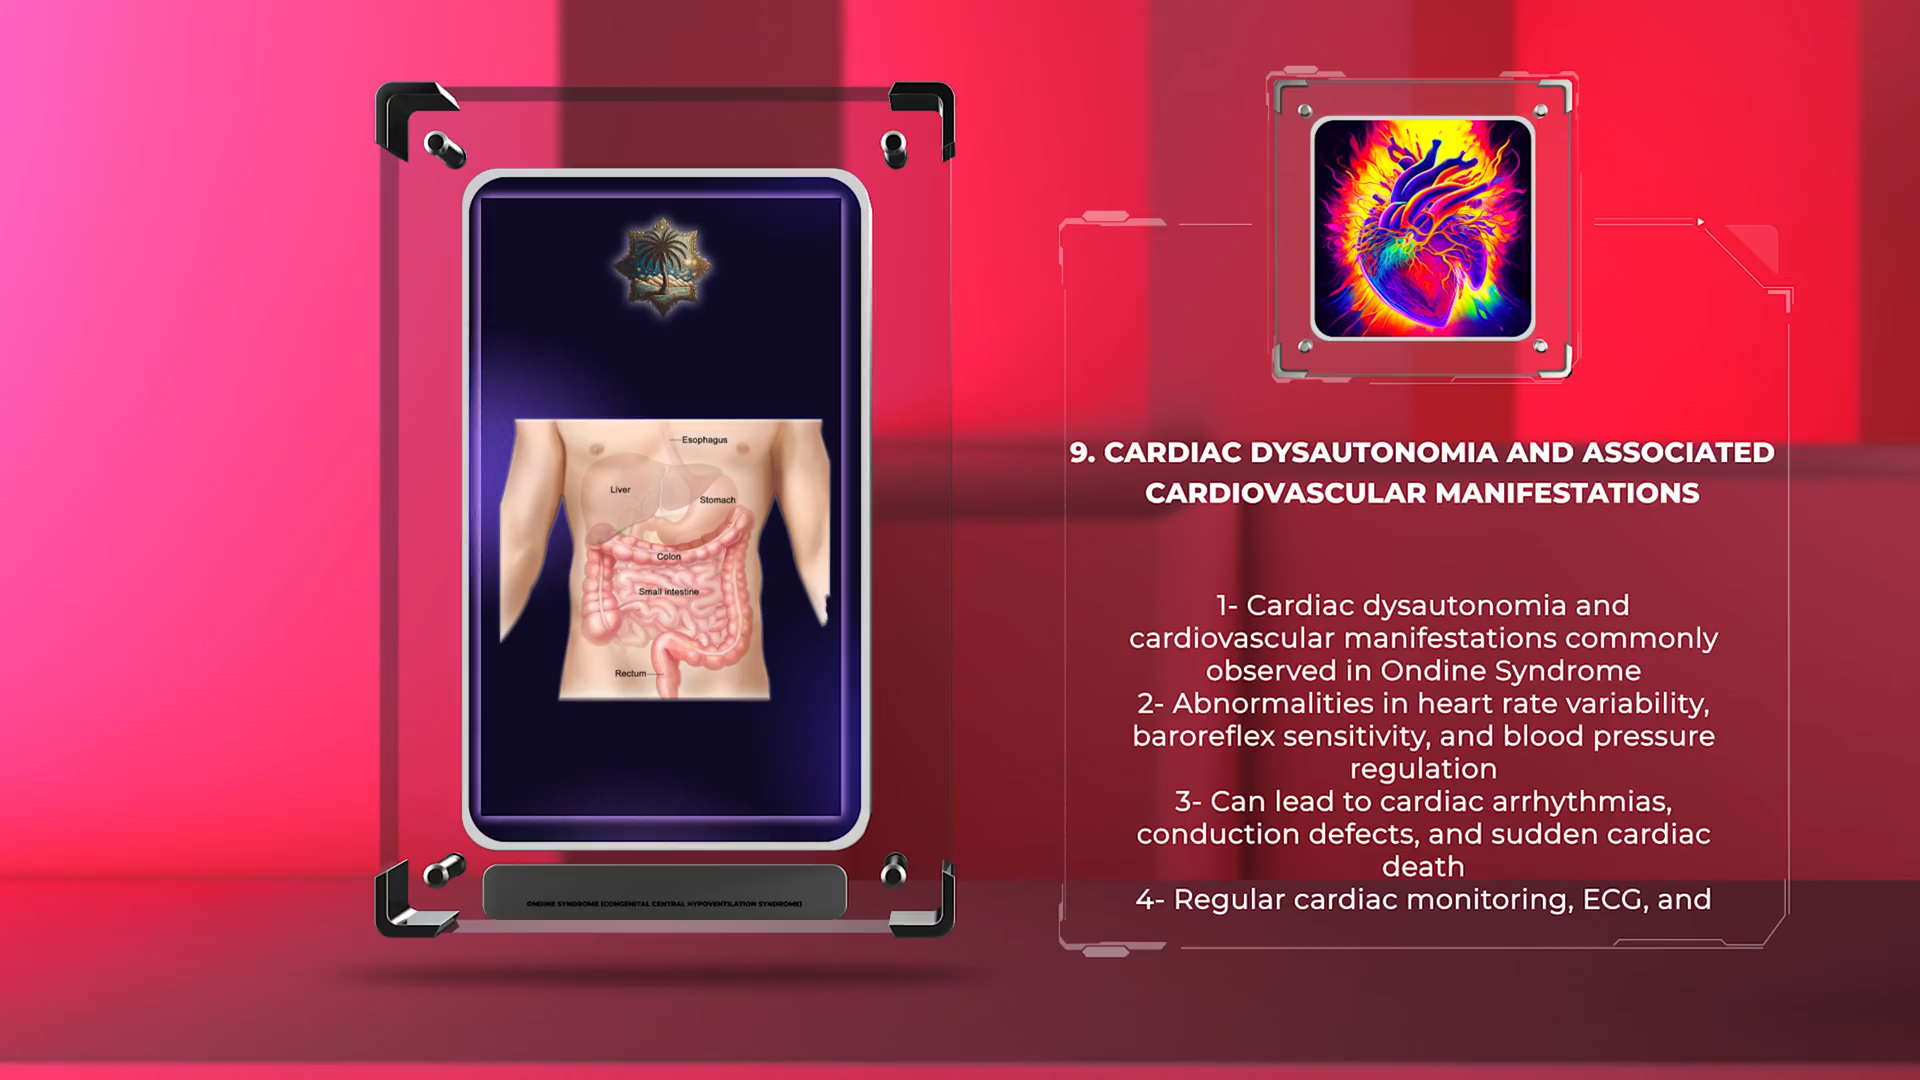 Esophagus
Liver
Stomach
Colon
Small intestine
Rectum
ONDINE SYNDROME (CONGENITAL CENTRAL HYPOVENTILATION SYNDROME)
9. CARDIAC DYSAUTONOMIA AND ASSOCIATED
CARDIOVASCULAR MANIFESTATIONS
1- Cardiac dysautonomia and
cardiovascular manifestations commonly
observed in Ondine Syndrome
2- Abnormalities in heart rate variability,
baroreflex sensitivity, and blood pressure
regulation
3- Can lead to cardiac arrhythmias,
conduction defects, and sudden cardiac
death
4- Regular cardiac monitoring, ECG, and